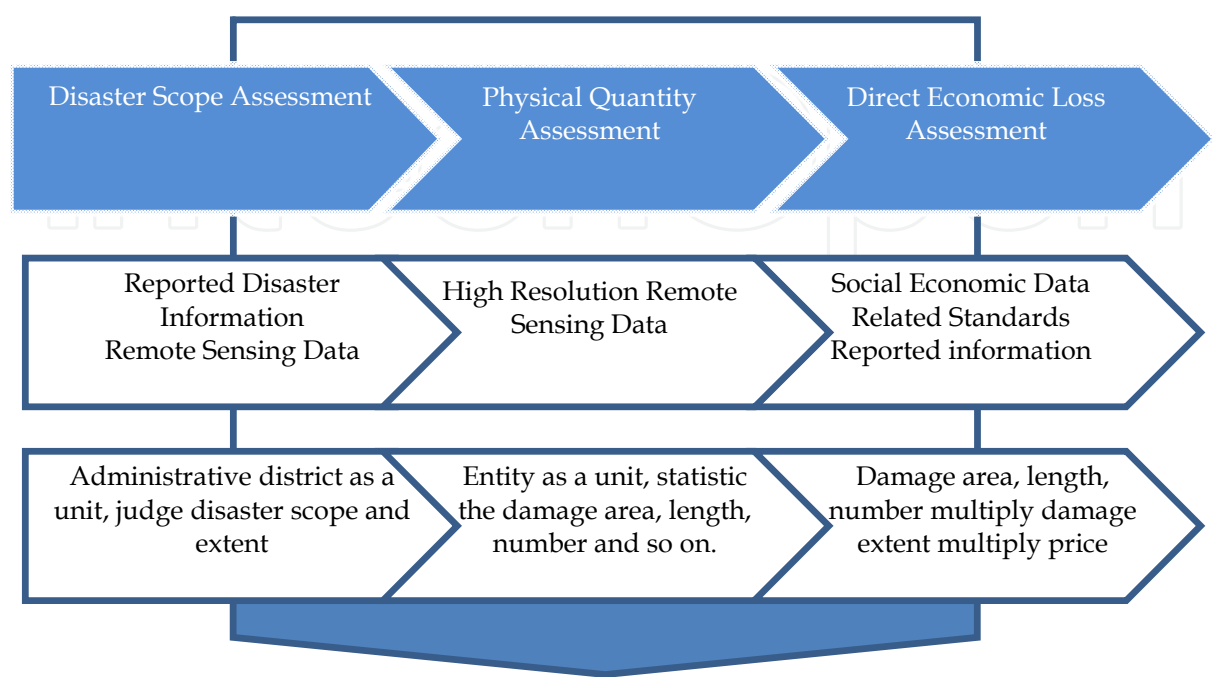 Disaster Scope Assessment
Physical Quantity
Assessment
Direct Economic Loss
Assessment
Reported Disaster
Information
Remote Sensing Data
High Resolution Remote
Sensing Data
Social Economic Data
Related Standards
Reported information
Administrative district as a
unit, judge disaster scope and
extent
Entity as a unit, statistic
the damage area, length,
number and so on.
Damage area, length,
number multiply damage
extent multiply price